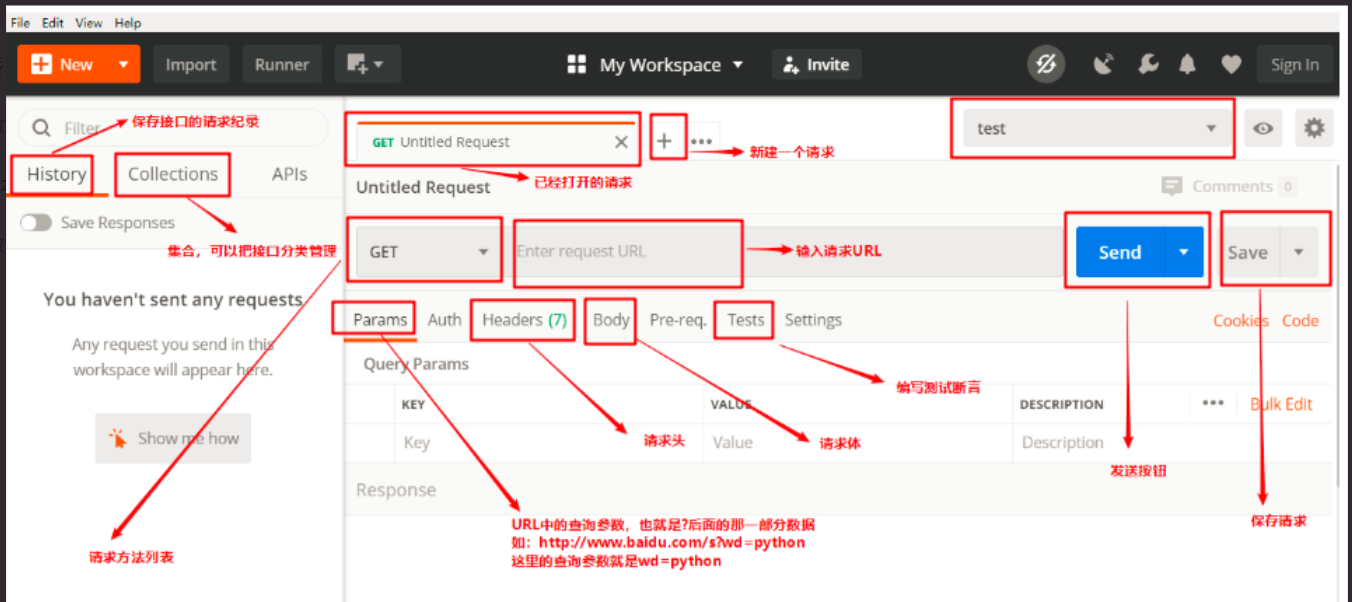 File Edit View Help
New Import Runner My Workspace Invite Sign In
Filter 保存接口的请求纪录
GET Untitled Request 新建一个请求 test
History Collections APIs
已经打开的请求
Untitled Request Comments 0
Save Responses
集合，可以把接口分类管理
GET Enter request URL 输入请求URL Send Save
You haven't sent any requests
Any request you send in this
workspace will appear here.
Show me how
Params Auth Headers (7) Body Pre-req. Tests Settings Cookies Code
Query Params
编写测试断言
KEY VALUE DESCRIPTION Bulk Edit
Key Value Description
请求头 请求体
发送按钮
Response
保存请求
URL中的查询参数，也就是?后面的那一部分数据
如：http://www.baidu.com/s?wd=python
这里的查询参数就是wd=python
请求方法列表